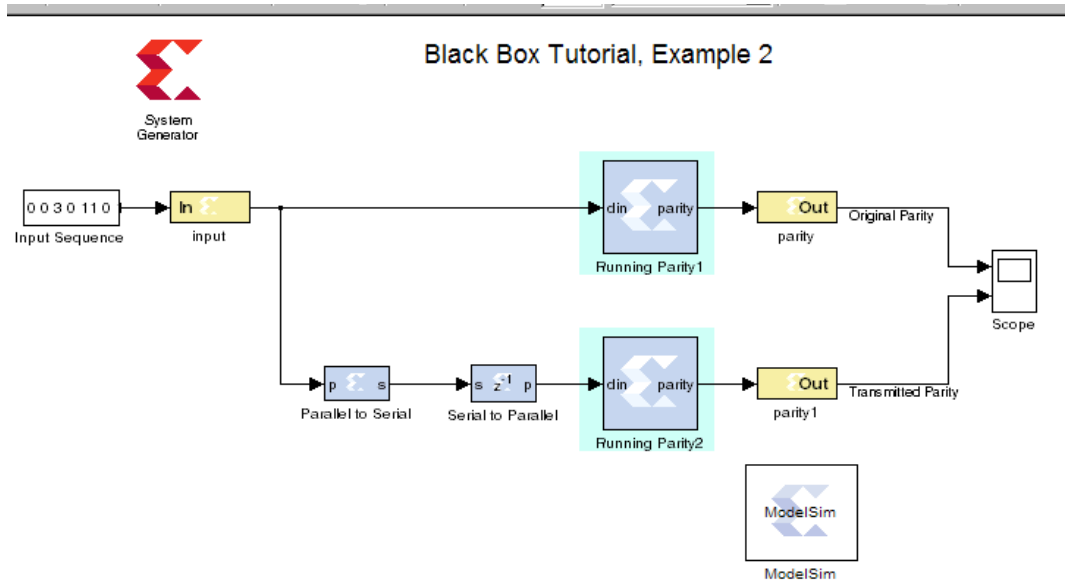 Black Box Tutorial, Example 2
System
Generator
0 0 3 0 11 0
Input Sequence
In
input
din
parity
Running Parity1
Out
parity
Original Parity
Scope
p
s
Parallel to Serial
s
z-1
p
Serial to Parallel
din
parity
Running Parity2
Out
parity1
Transmitted Parity
ModelSim
ModelSim